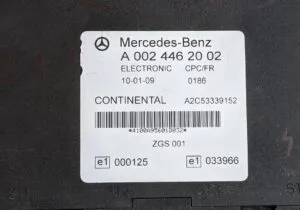 Mercedes-Benz
A 002 446 20 02
ELECTRONIC CPC/FR
10-01-09 0186
CONTINENTAL A2C53339152
ZGS 001
e1 000125 e1 033966